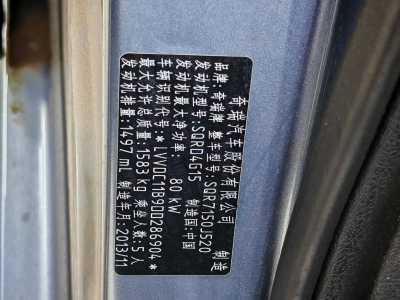 奇瑞汽车股份有限公司 制造
品牌:奇瑞牌 整车型号:SQR7150J520
发动机型号:SQRD4G15 制造国:中国
发动机最大净功率: 80 kW
车辆识别代号:*LVVDC11B9DD286904*
最大允许总质量:1583 kg 乘坐人数:5人
发动机排量:1497 mL 制造年月:2013/11